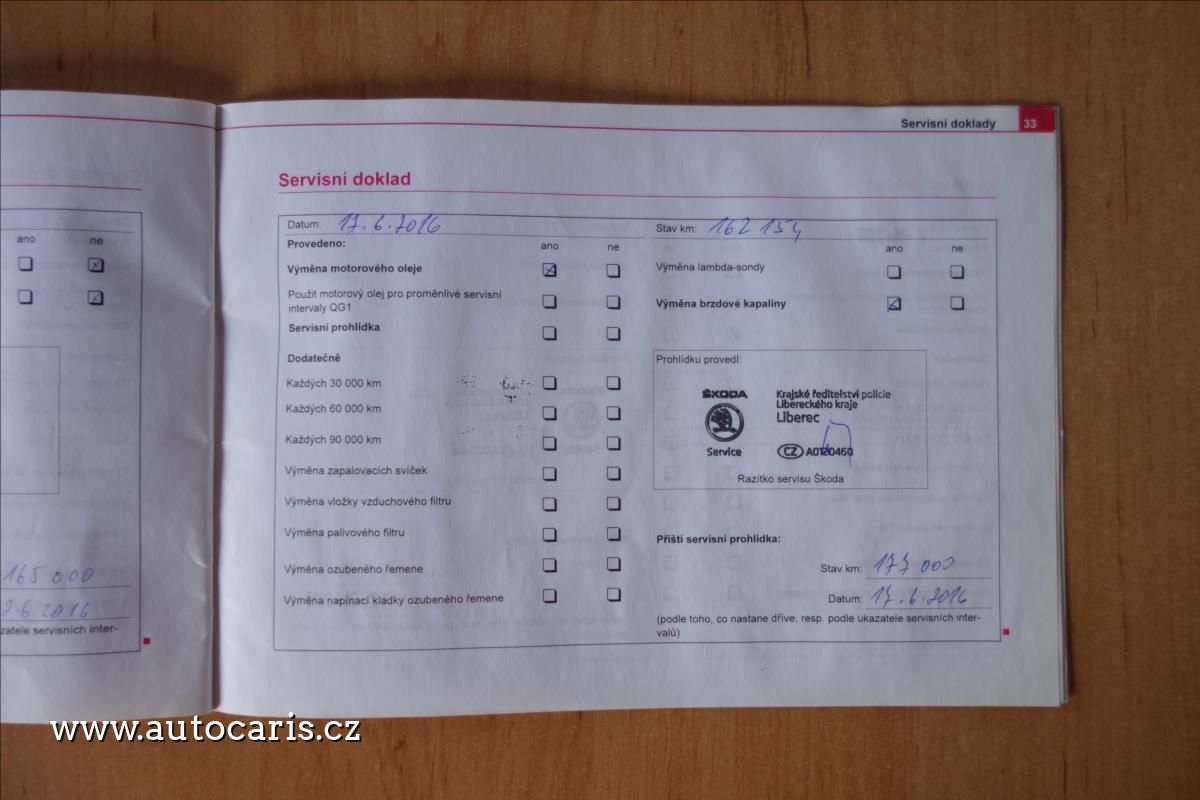 ano ne
165 000
2.6.2016
zatele servisních inter-
Servisní doklady 33
Servisní doklad
Datum: 17.6.2016
Provedeno: ano ne
Výměna motorového oleje
Použit motorový olej pro proměnlivé servisní
intervaly QG1
Servisní prohlídka
Dodatečně
Každých 30 000 km
Každých 60 000 km
Každých 90 000 km
Výměna zapalovacích svíček
Výměna vložky vzduchového filtru
Výměna palivového filtru
Výměna ozubeného řemene
Výměna napínací kladky ozubeného řemene
Stav km: 162 154
ano ne
Výměna lambda-sondy
Výměna brzdové kapaliny
Prohlídku provedl:
ŠKODA
Service
Krajské ředitelství policie
Libereckého kraje
Liberec
CZ A0120460
Razítko servisu Škoda
Příští servisní prohlídka:
Stav km: 177 000
Datum: 17.6.2016
(podle toho, co nastane dříve, resp. podle ukazatele servisních inter-
valů)
www.autocaris.cz